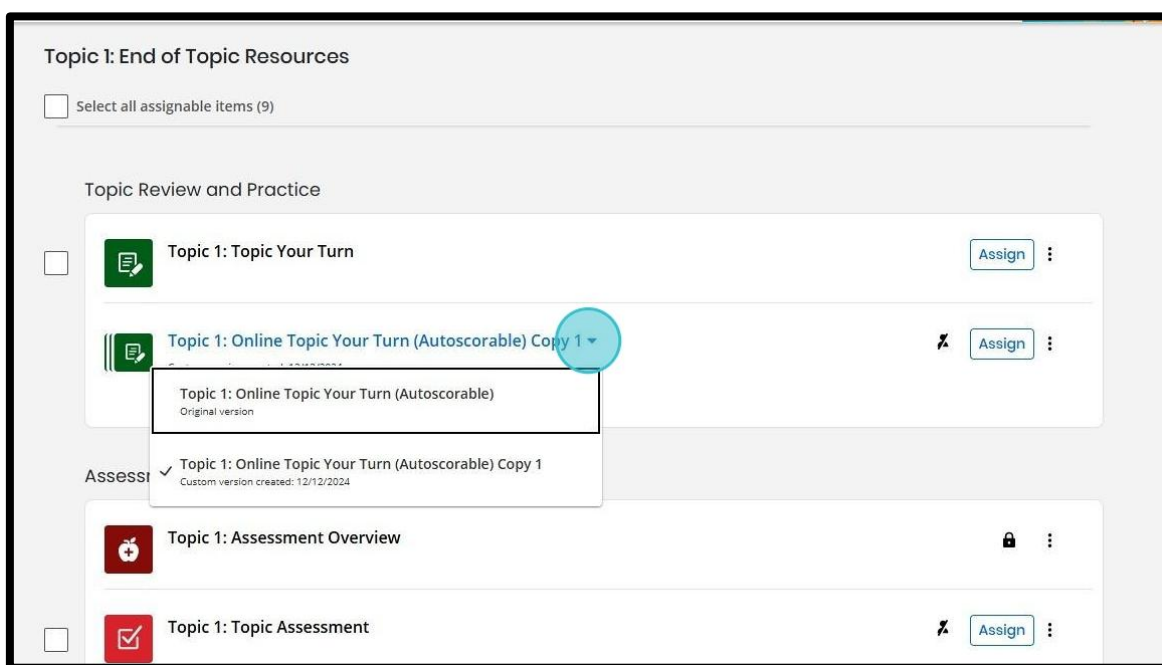 Topic 1: End of Topic Resources
Select all assignable items (9)
Topic Review and Practice
Topic 1: Topic Your Turn
Assign
Topic 1: Online Topic Your Turn (Autoscorable) Copy 1
Assign
Topic 1: Online Topic Your Turn (Autoscorable)
Original version
Topic 1: Online Topic Your Turn (Autoscorable) Copy 1
Custom version created: 12/12/2024
Topic 1: Assessment Overview
Topic 1: Topic Assessment
Assign